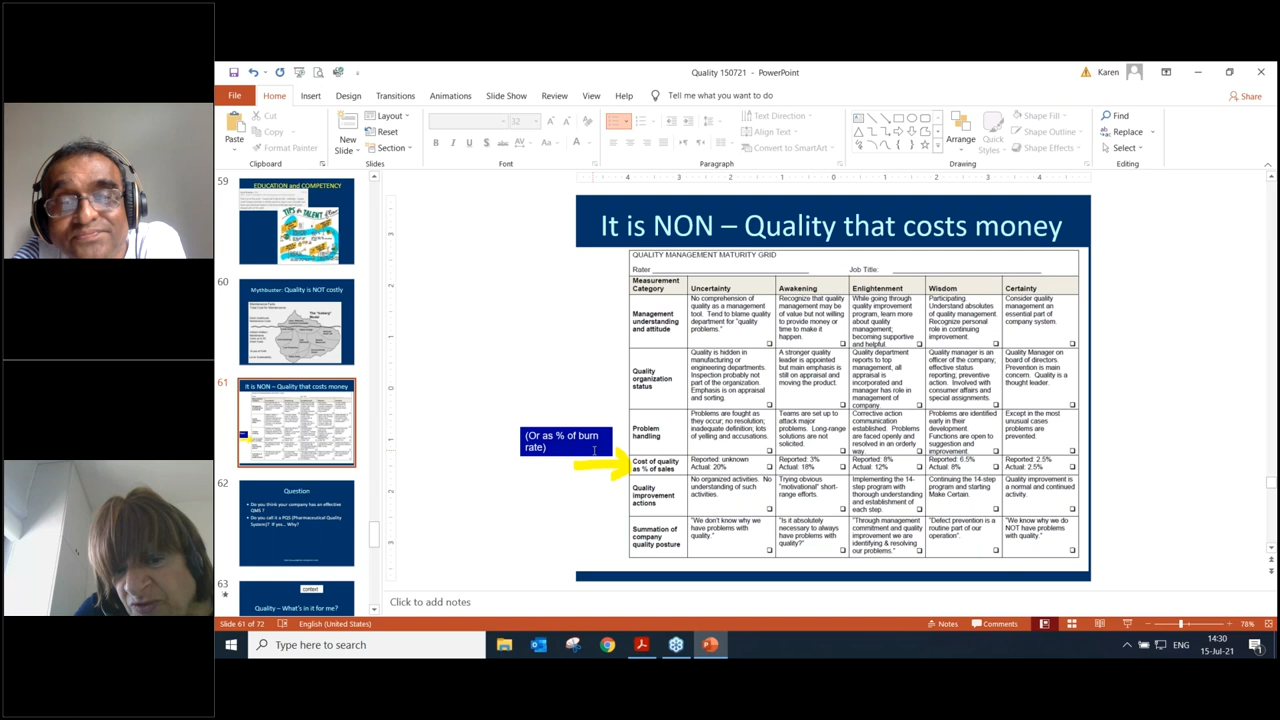 Quality 150721 - PowerPoint
Karen
File
Home
Insert
Design
Transitions
Animations
Slide Show
Review
View
Help
Tell me what you want to do
Share
Paste
Cut
Copy
Format Painter
Clipboard
New
Slide
Layout
Reset
Section
Slides
32
Font
Text Direction
Align Text
Convert to SmartArt
Paragraph
Arrange
Quick
Styles
Shape Fill
Shape Outline
Shape Effects
Drawing
Find
Replace
Select
Editing
59
EDUCATION and COMPETENCY
60
Mythbuster: Quality is NOT costly
61
It is NON – Quality that costs money
62
Question
Do you think your company has an effective
QMS ?
Do you call it a PQS (Pharmaceutical Quality
System)? If yes... Why?
63
context
Quality – What's in it for me?
It is NON – Quality that costs money
QUALITY MANAGEMENT MATURITY GRID
Rater
Job Title:
Measurement
Category
Uncertainty
Awakening
Enlightenment
Wisdom
Certainty
Management
understanding
and attitude
No comprehension of
quality as a management
tool. Tend to blame quality
department for "quality
problems."
Recognize that quality
management may be
of value but not willing
to provide money or
time to make it
happen.
While going through
quality improvement
program, learn more
about quality
management;
becoming supportive
and helpful.
Participating.
Understand absolutes
of quality management.
Recognize personal
role in continuing
improvement.
Consider quality
management an
essential part of
company system.
Quality
organization
status
Quality is hidden in
manufacturing or
engineering departments.
Inspection probably not
part of the organization.
Emphasis is on appraisal
and sorting.
A stronger quality
leader is appointed
but main emphasis is
still on appraisal and
moving the product.
Quality department
reports to top
management, all
appraisal is
incorporated and
manager has role in
management of
company.
Quality manager is an
officer of the company;
effective status
reporting; preventive
action. Involved with
consumer affairs and
special assignments.
Quality Manager on
board of directors.
Prevention is main
concern. Quality is a
thought leader.
Problem
handling
Problems are fought as
they occur; no resolution;
inadequate definition; lots
of yelling and accusations.
Teams are set up to
attack major
problems. Long-range
solutions are not
solicited.
Corrective action
communication
established. Problems
are faced openly and
resolved in an orderly
way.
Problems are identified
early in their
development.
Functions are open to
suggestion and
improvement.
Except in the most
unusual cases
problems are
prevented.
(Or as % of burn
rate)
Cost of quality
as % of sales
Reported: unknown
Actual: 20%
Reported: 3%
Actual: 18%
Reported: 8%
Actual: 12%
Reported: 6.5%
Actual: 8%
Reported: 2.5%
Actual: 2.5%
Quality
improvement
actions
No organized activities. No
understanding of such
activities.
Trying obvious
"motivational" short-
range efforts.
Implementing the 14-
step program with
thorough understanding
and establishment of
each step.
Continuing the 14-step
program and starting
Make Certain.
Quality improvement
is a normal and continued
activity.
Summation of
company
quality posture
"We don't know why we
have problems with
quality."
"Is it absolutely
necessary to always
have problems with
quality?"
"Through management
commitment and quality
improvement we are
identifying & resolving
our problems."
"Defect prevention is a
routine part of our
operation".
"We know why we do
NOT have problems
with quality."
Click to add notes
Slide 61 of 72
English (United States)
Notes
Comments
78%
Type here to search
ENG
14:30
15-Jul-21